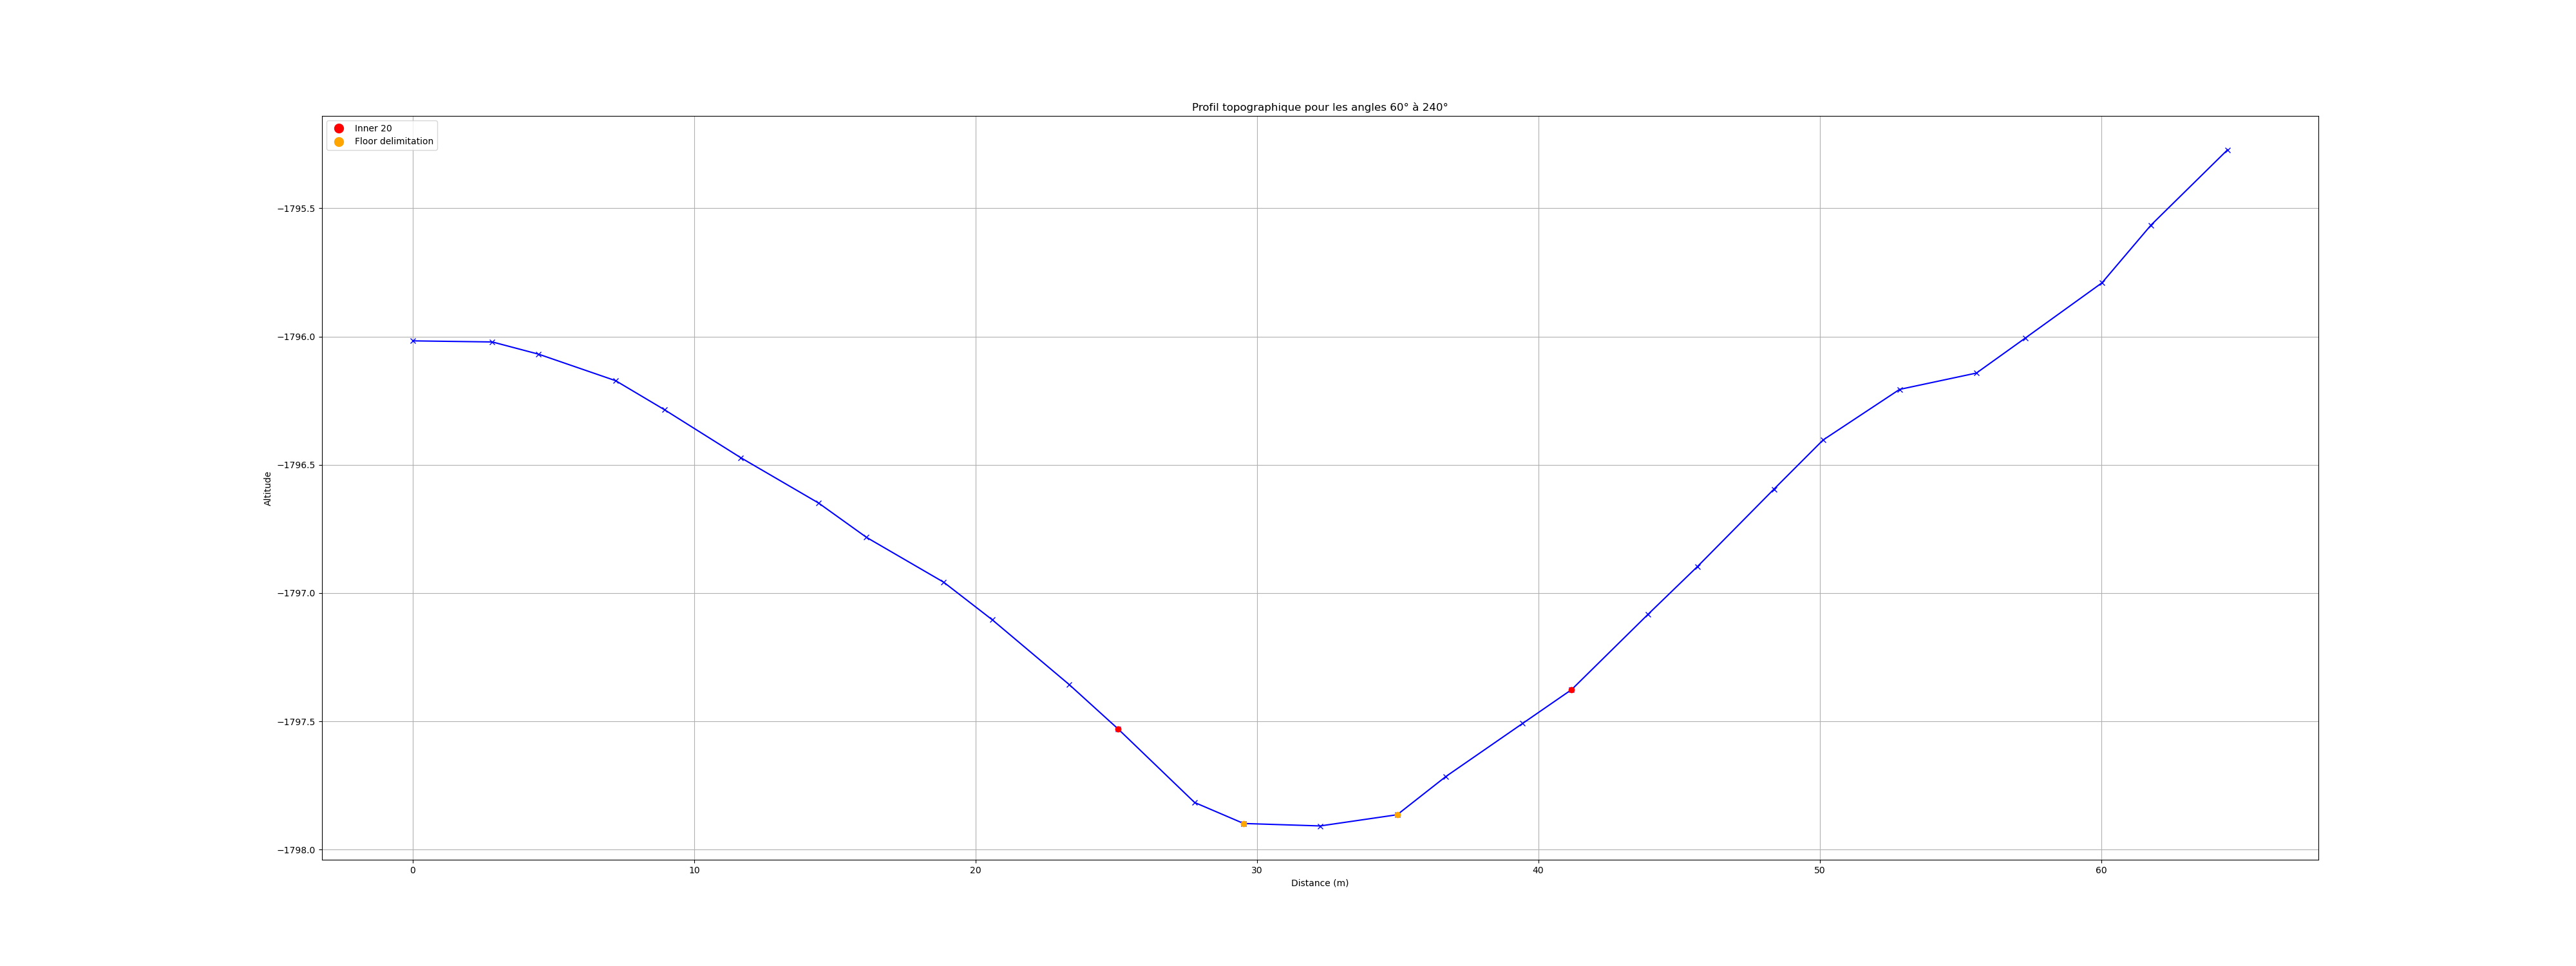 Profil topographique pour les angles 60° à 240°
Inner 20
Floor delimitation
−1795.5
−1796.0
−1796.5
−1797.0
−1797.5
−1798.0
Altitude
0 10 20 30 40 50 60
Distance (m)